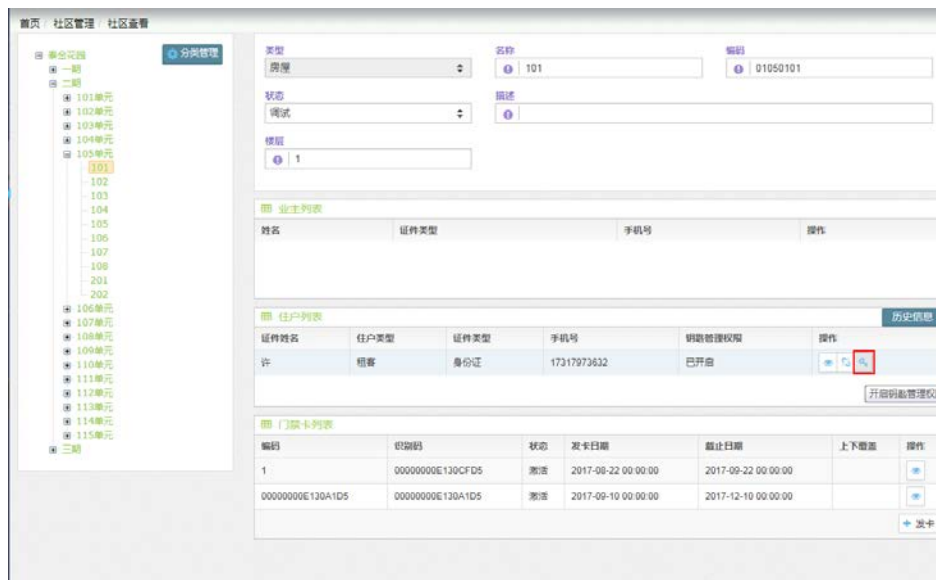 首页 / 社区管理 / 社区查看
分类管理
泰全花园
一期
二期
101单元
102单元
103单元
104单元
105单元
101
102
103
104
105
106
107
108
201
202
106单元
107单元
108单元
109单元
110单元
111单元
112单元
113单元
114单元
115单元
三期
类型 名称 编码
房屋 101 01050101
状态 描述
调试
楼层
1
业主列表
姓名 证件类型 手机号 操作
住户列表 历史信息
证件姓名 住户类型 证件类型 手机号 钥匙管理权限 操作
许 租客 身份证 17317973632 已开启
开启钥匙管理权
门禁卡列表
编码 识别码 状态 发卡日期 截止日期 上下覆盖 操作
1 00000000E130CFD5 激活 2017-08-22 00:00:00 2017-09-22 00:00:00
00000000E130A1D5 00000000E130A1D5 激活 2017-09-10 00:00:00 2017-12-10 00:00:00
发卡